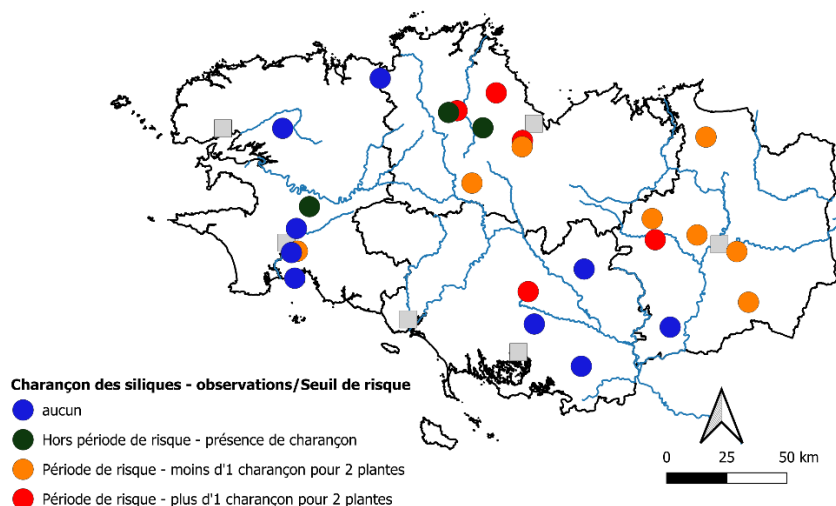 Charançon des siliques - observations/Seuil de risque
aucun
Hors période de risque - présence de charançon
Période de risque - moins d'1 charançon pour 2 plantes
Période de risque - plus d'1 charançon pour 2 plantes
0 25 50 km